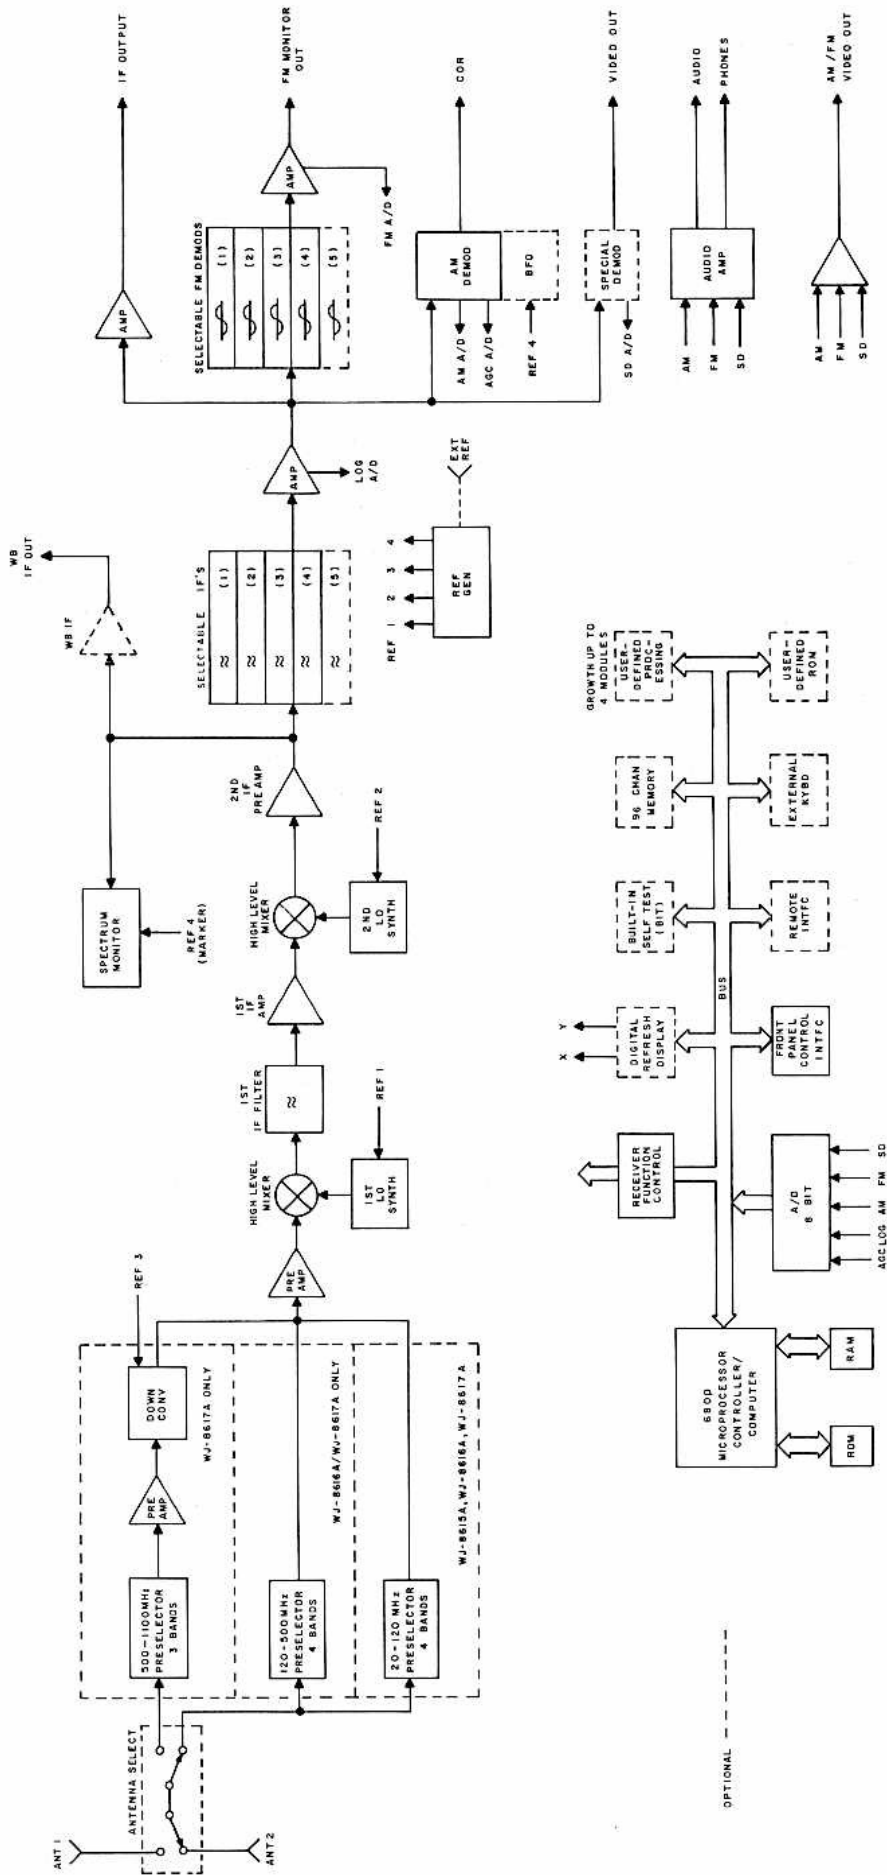 ANT 1
ANT 2
ANTENNA SELECT
500-1100MHz
PRESELECTOR
3 BANDS
PRE
AMP
DOWN
CONV
REF 3
WJ-8617A ONLY
120-500MHz
PRESELECTOR
4 BANDS
WJ-8616A/WJ-8617A ONLY
20-120 MHz
PRESELECTOR
4 BANDS
WJ-8615A, WJ-8616A, WJ-8617A
PRE
AMP
HIGH LEVEL
MIXER
1ST
LO
SYNTH
REF 1
1ST
IF FILTER
1ST
IF
AMP
HIGH LEVEL
MIXER
2ND
LO
SYNTH
REF 2
2ND
IF
PRE AMP
SPECTRUM
MONITOR
REF 4
(MARKER)
WB IF
WB
IF OUT
SELECTABLE IF'S
(1)
(2)
(3)
(4)
(5)
REF 1 2 3 4
REF
GEN
EXT
REF
AMP
LOG
A/D
AMP
IF OUTPUT
SELECTABLE FM DEMODS
(1)
(2)
(3)
(4)
(5)
AMP
FM MONITOR
OUT
FM A/D
AM
DEMOD
COR
AM A/D
AGC A/D
BFO
REF 4
SPECIAL
DEMOD
VIDEO OUT
SD A/D
AM
FM
SD
AUDIO
AMP
AUDIO
PHONES
AM
FM
SD
AM/FM
VIDEO OUT
OPTIONAL
MICROPROCESSOR
CONTROLLER/
COMPUTER
ROM
RAM
RECEIVER
FUNCTION
CONTROL
A/D
8 BIT
AGC LOG AM FM SD
BUS
X Y
DIGITAL
REFRESH
DISPLAY
FRONT
PANEL
CONTROL
INTFC
BUILT-IN
SELF TEST
(BIT)
REMOTE
INTFC
96 CHAN
MEMORY
EXTERNAL
KYBD
GROWTH UP TO
4 MODULES
USER-
DEFINED
PROC-
ESSING
USER-
DEFINED
ROM